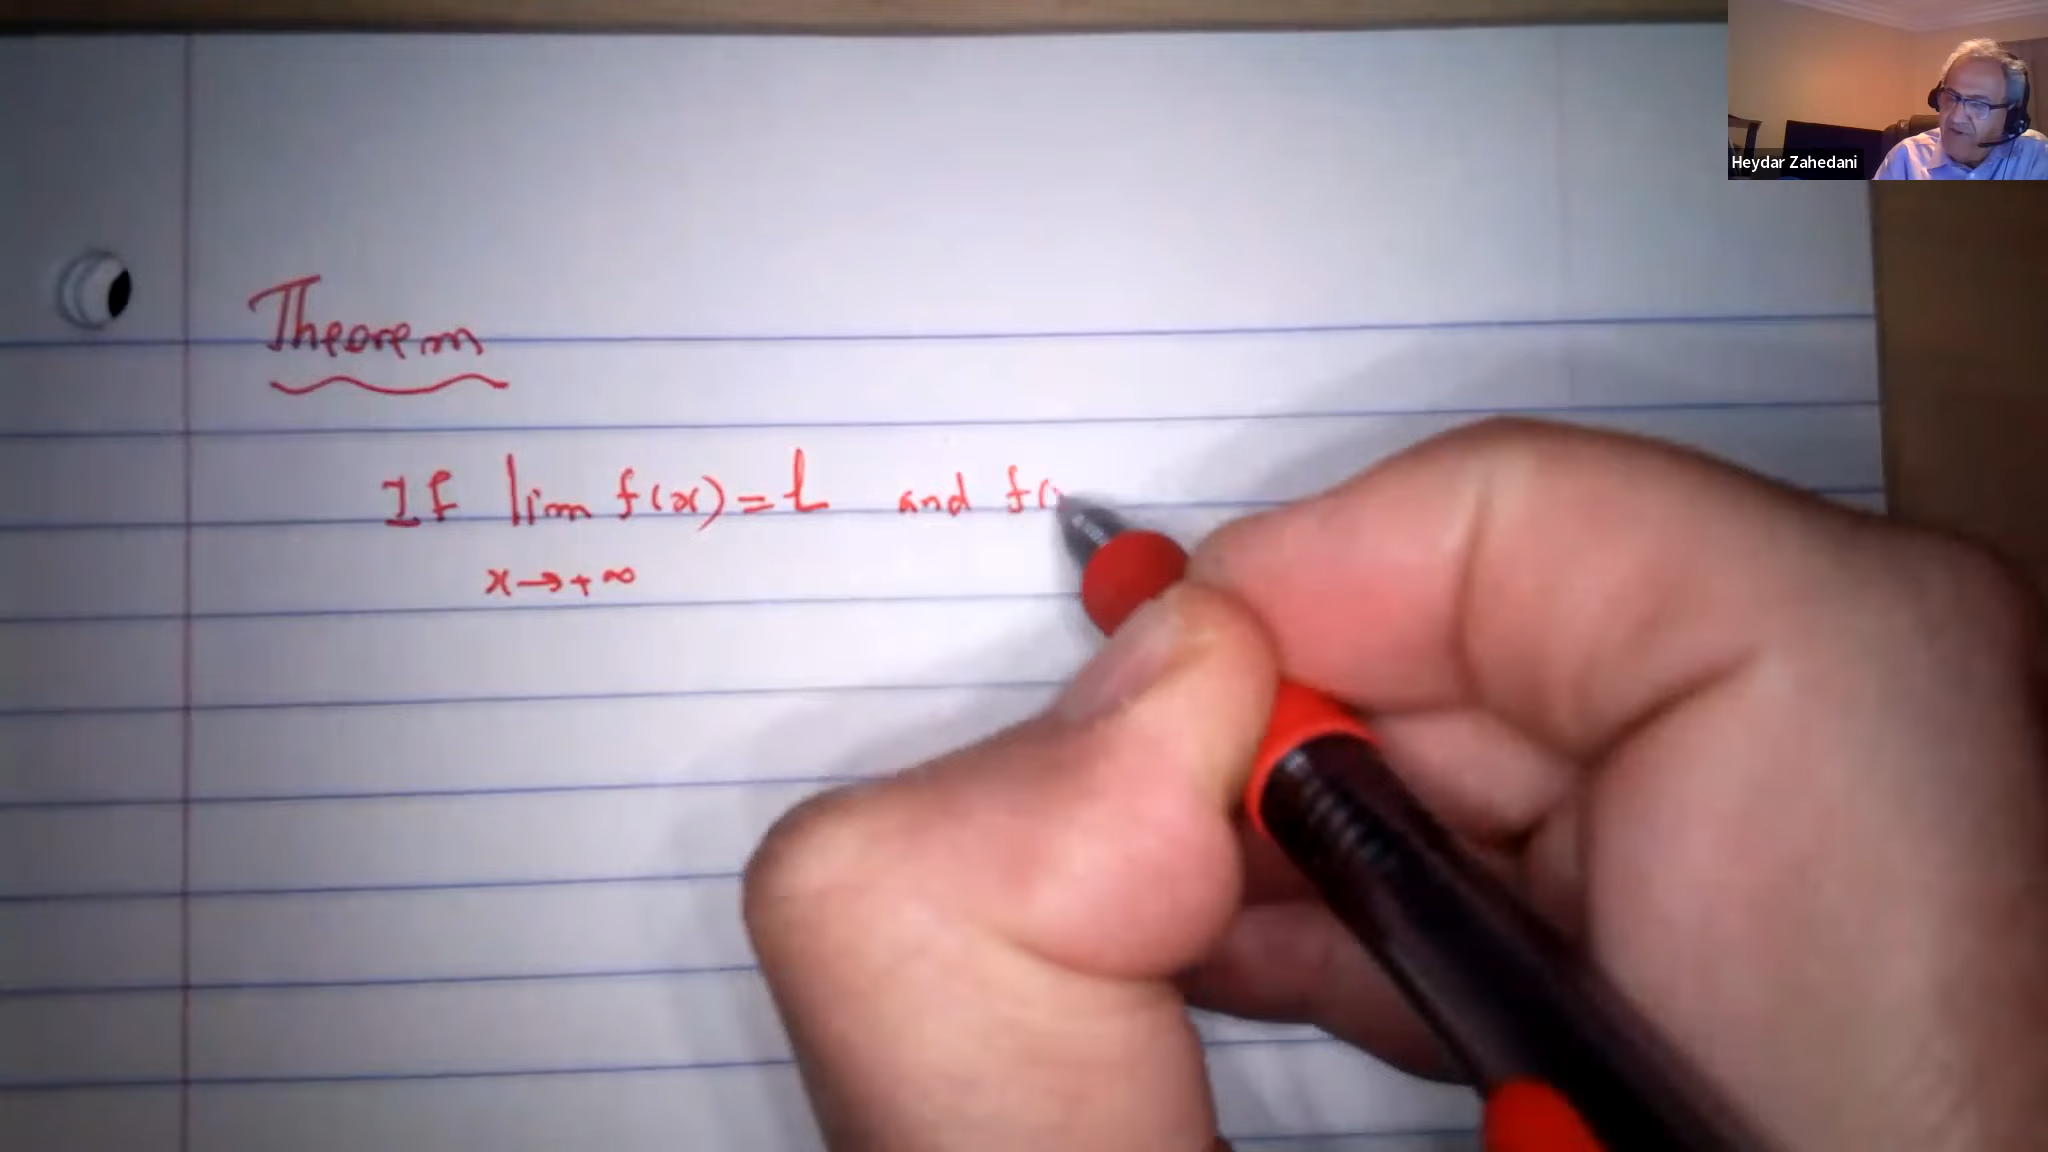 Heydar Zahedani
Theorem
If lim f(x) = L and f(
x→+∞